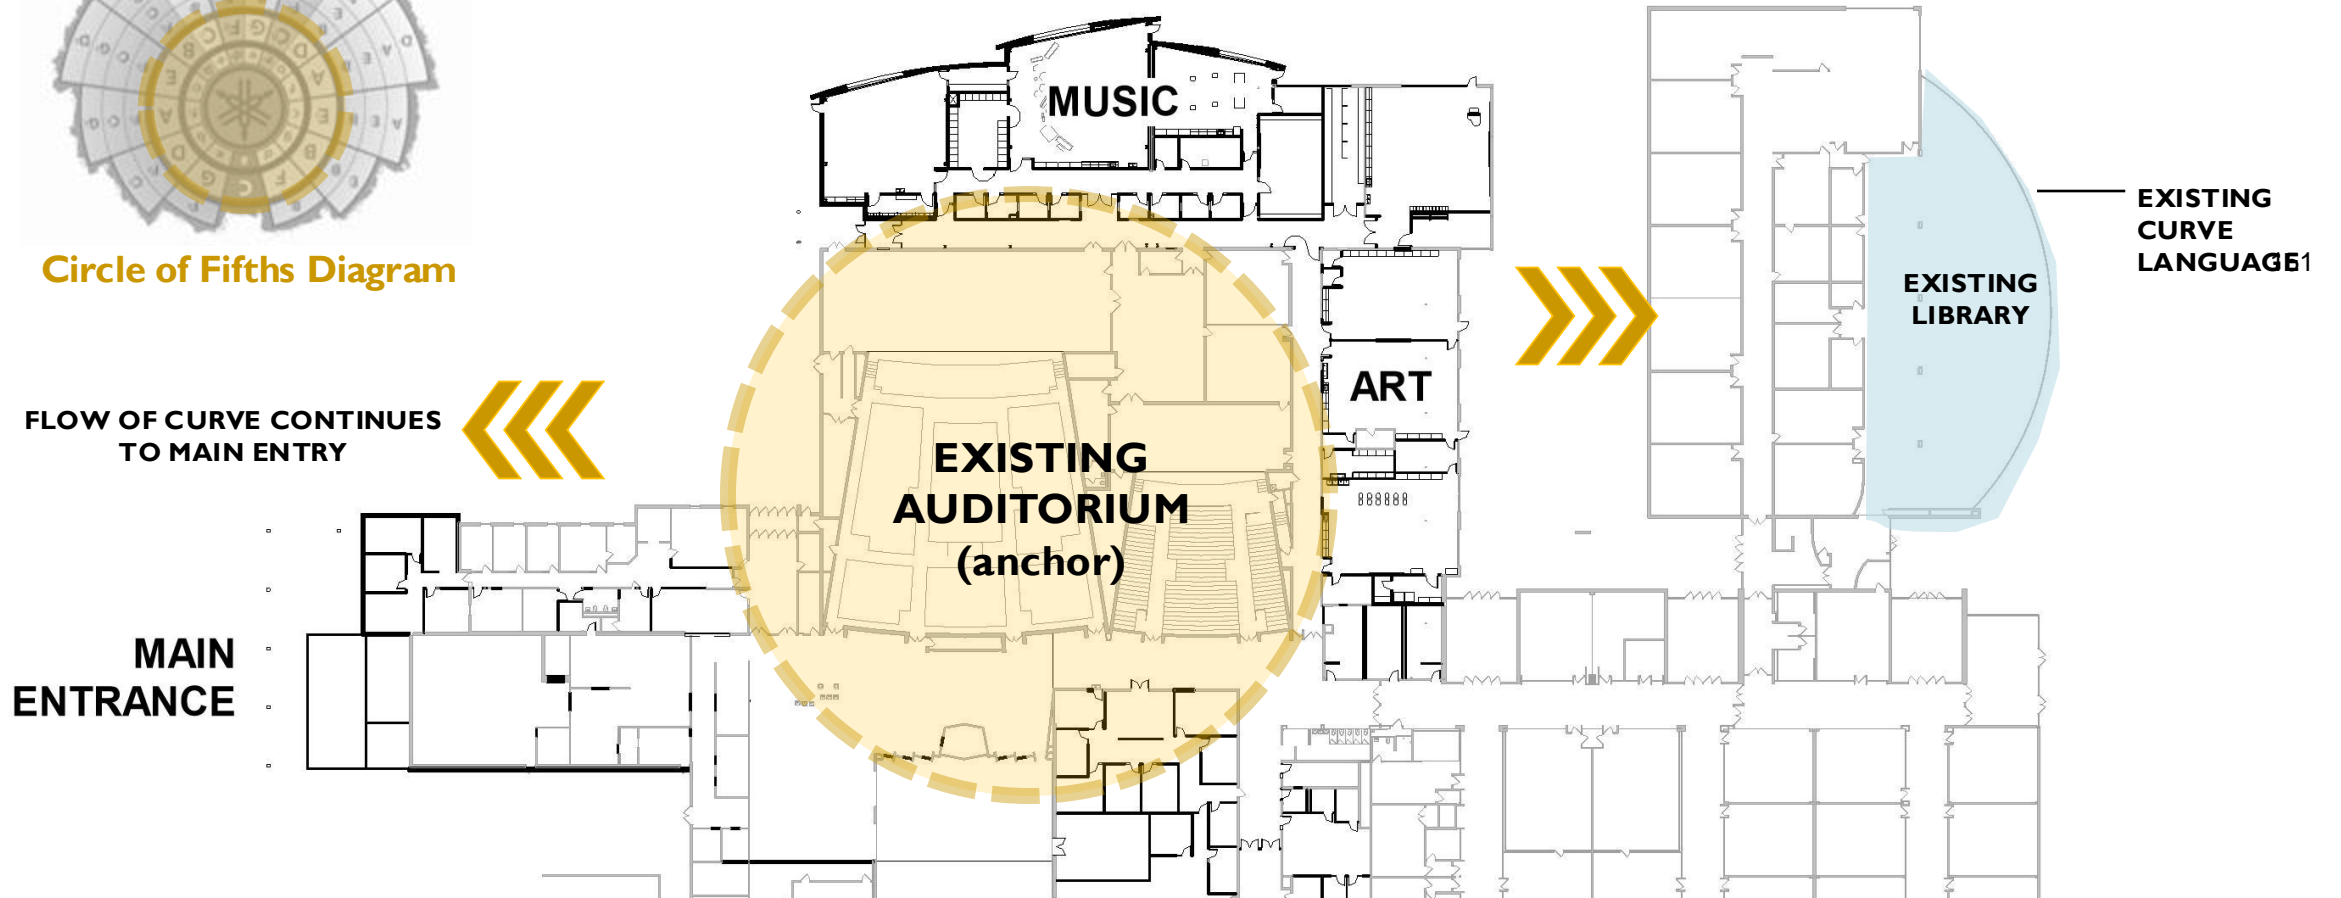 Circle of Fifths Diagram
MUSIC
EXISTING
CURVE
LANGUAGE
EXISTING
LIBRARY
ART
FLOW OF CURVE CONTINUES
TO MAIN ENTRY
EXISTING
AUDITORIUM
(anchor)
MAIN
ENTRANCE